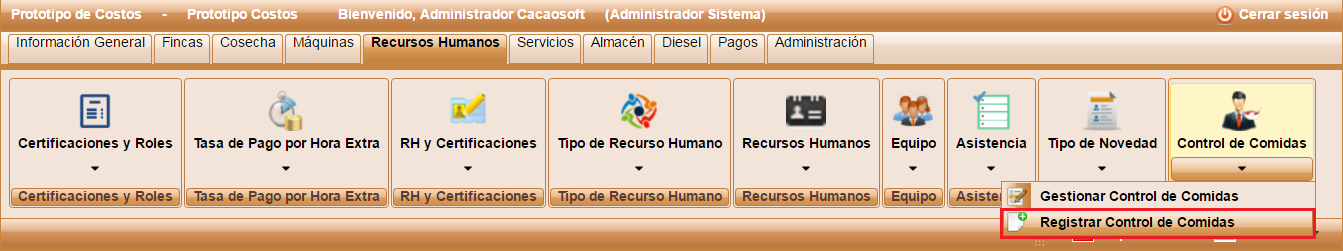 Prototipo de Costos - Prototipo Costos Bienvenido, Administrador Cacaosoft (Administrador Sistema) Cerrar sesión
Información General Fincas Cosecha Máquinas Recursos Humanos Servicios Almacén Diesel Pagos Administración
Certificaciones y Roles Tasa de Pago por Hora Extra RH y Certificaciones Tipo de Recurso Humano Recursos Humanos Equipo Asistencia Tipo de Novedad Control de Comidas
Certificaciones y Roles Tasa de Pago por Hora Extra RH y Certificaciones Tipo de Recurso Humano Recursos Humanos Equipo
Gestionar Control de Comidas
Registrar Control de Comidas